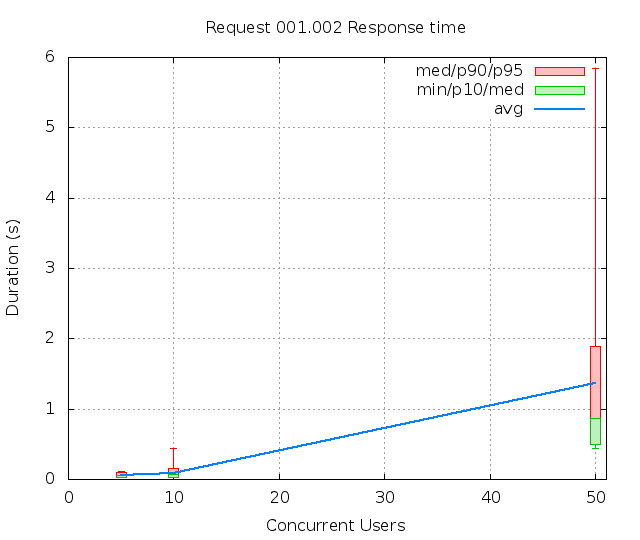 Request 001.002 Response time
med/p90/p95
min/p10/med
avg
6
5
4
3
2
1
0
Duration (s)
0 10 20 30 40 50
Concurrent Users